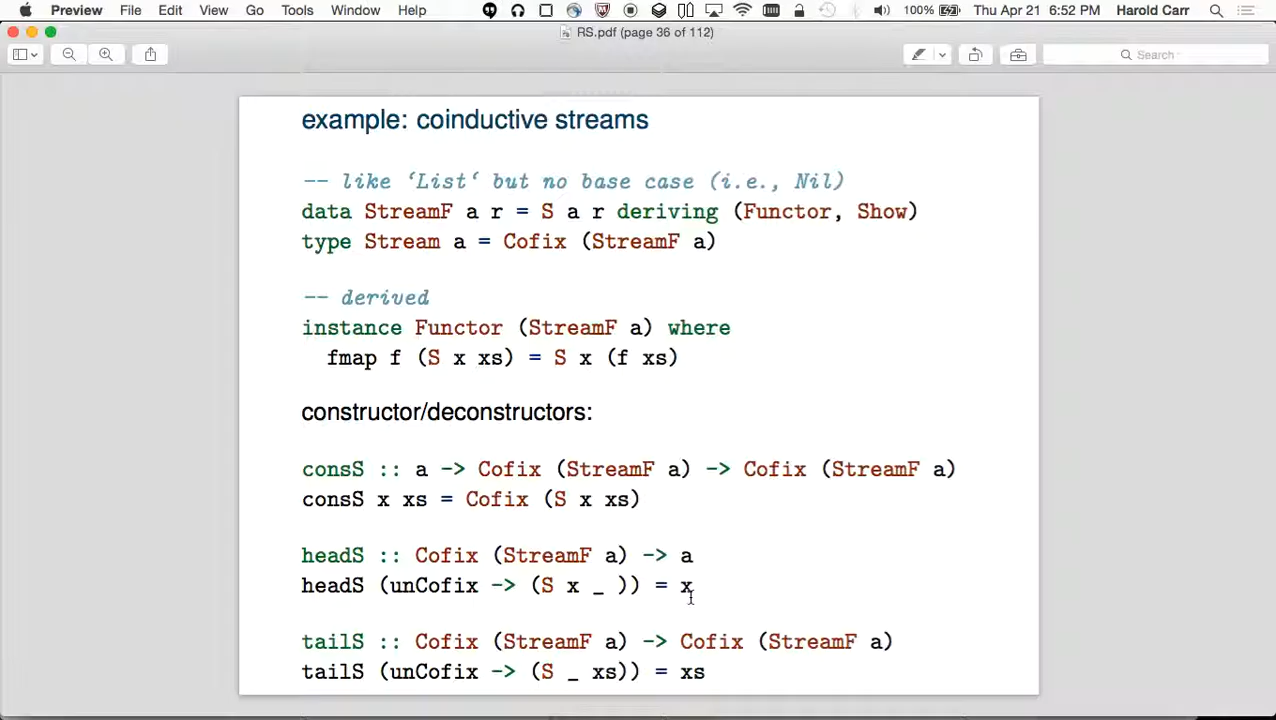 Preview File Edit View Go Tools Window Help 100% Thu Apr 21 6:52 PM Harold Carr
RS.pdf (page 36 of 112)
Search
example: coinductive streams
-- like ‘List‘ but no base case (i.e., Nil)
data StreamF a r = S a r deriving (Functor, Show)
type Stream a = Cofix (StreamF a)
-- derived
instance Functor (StreamF a) where
fmap f (S x xs) = S x (f xs)
constructor/deconstructors:
consS :: a -> Cofix (StreamF a) -> Cofix (StreamF a)
consS x xs = Cofix (S x xs)
headS :: Cofix (StreamF a) -> a
headS (unCofix -> (S x _ )) = x
tailS :: Cofix (StreamF a) -> Cofix (StreamF a)
tailS (unCofix -> (S _ xs)) = xs